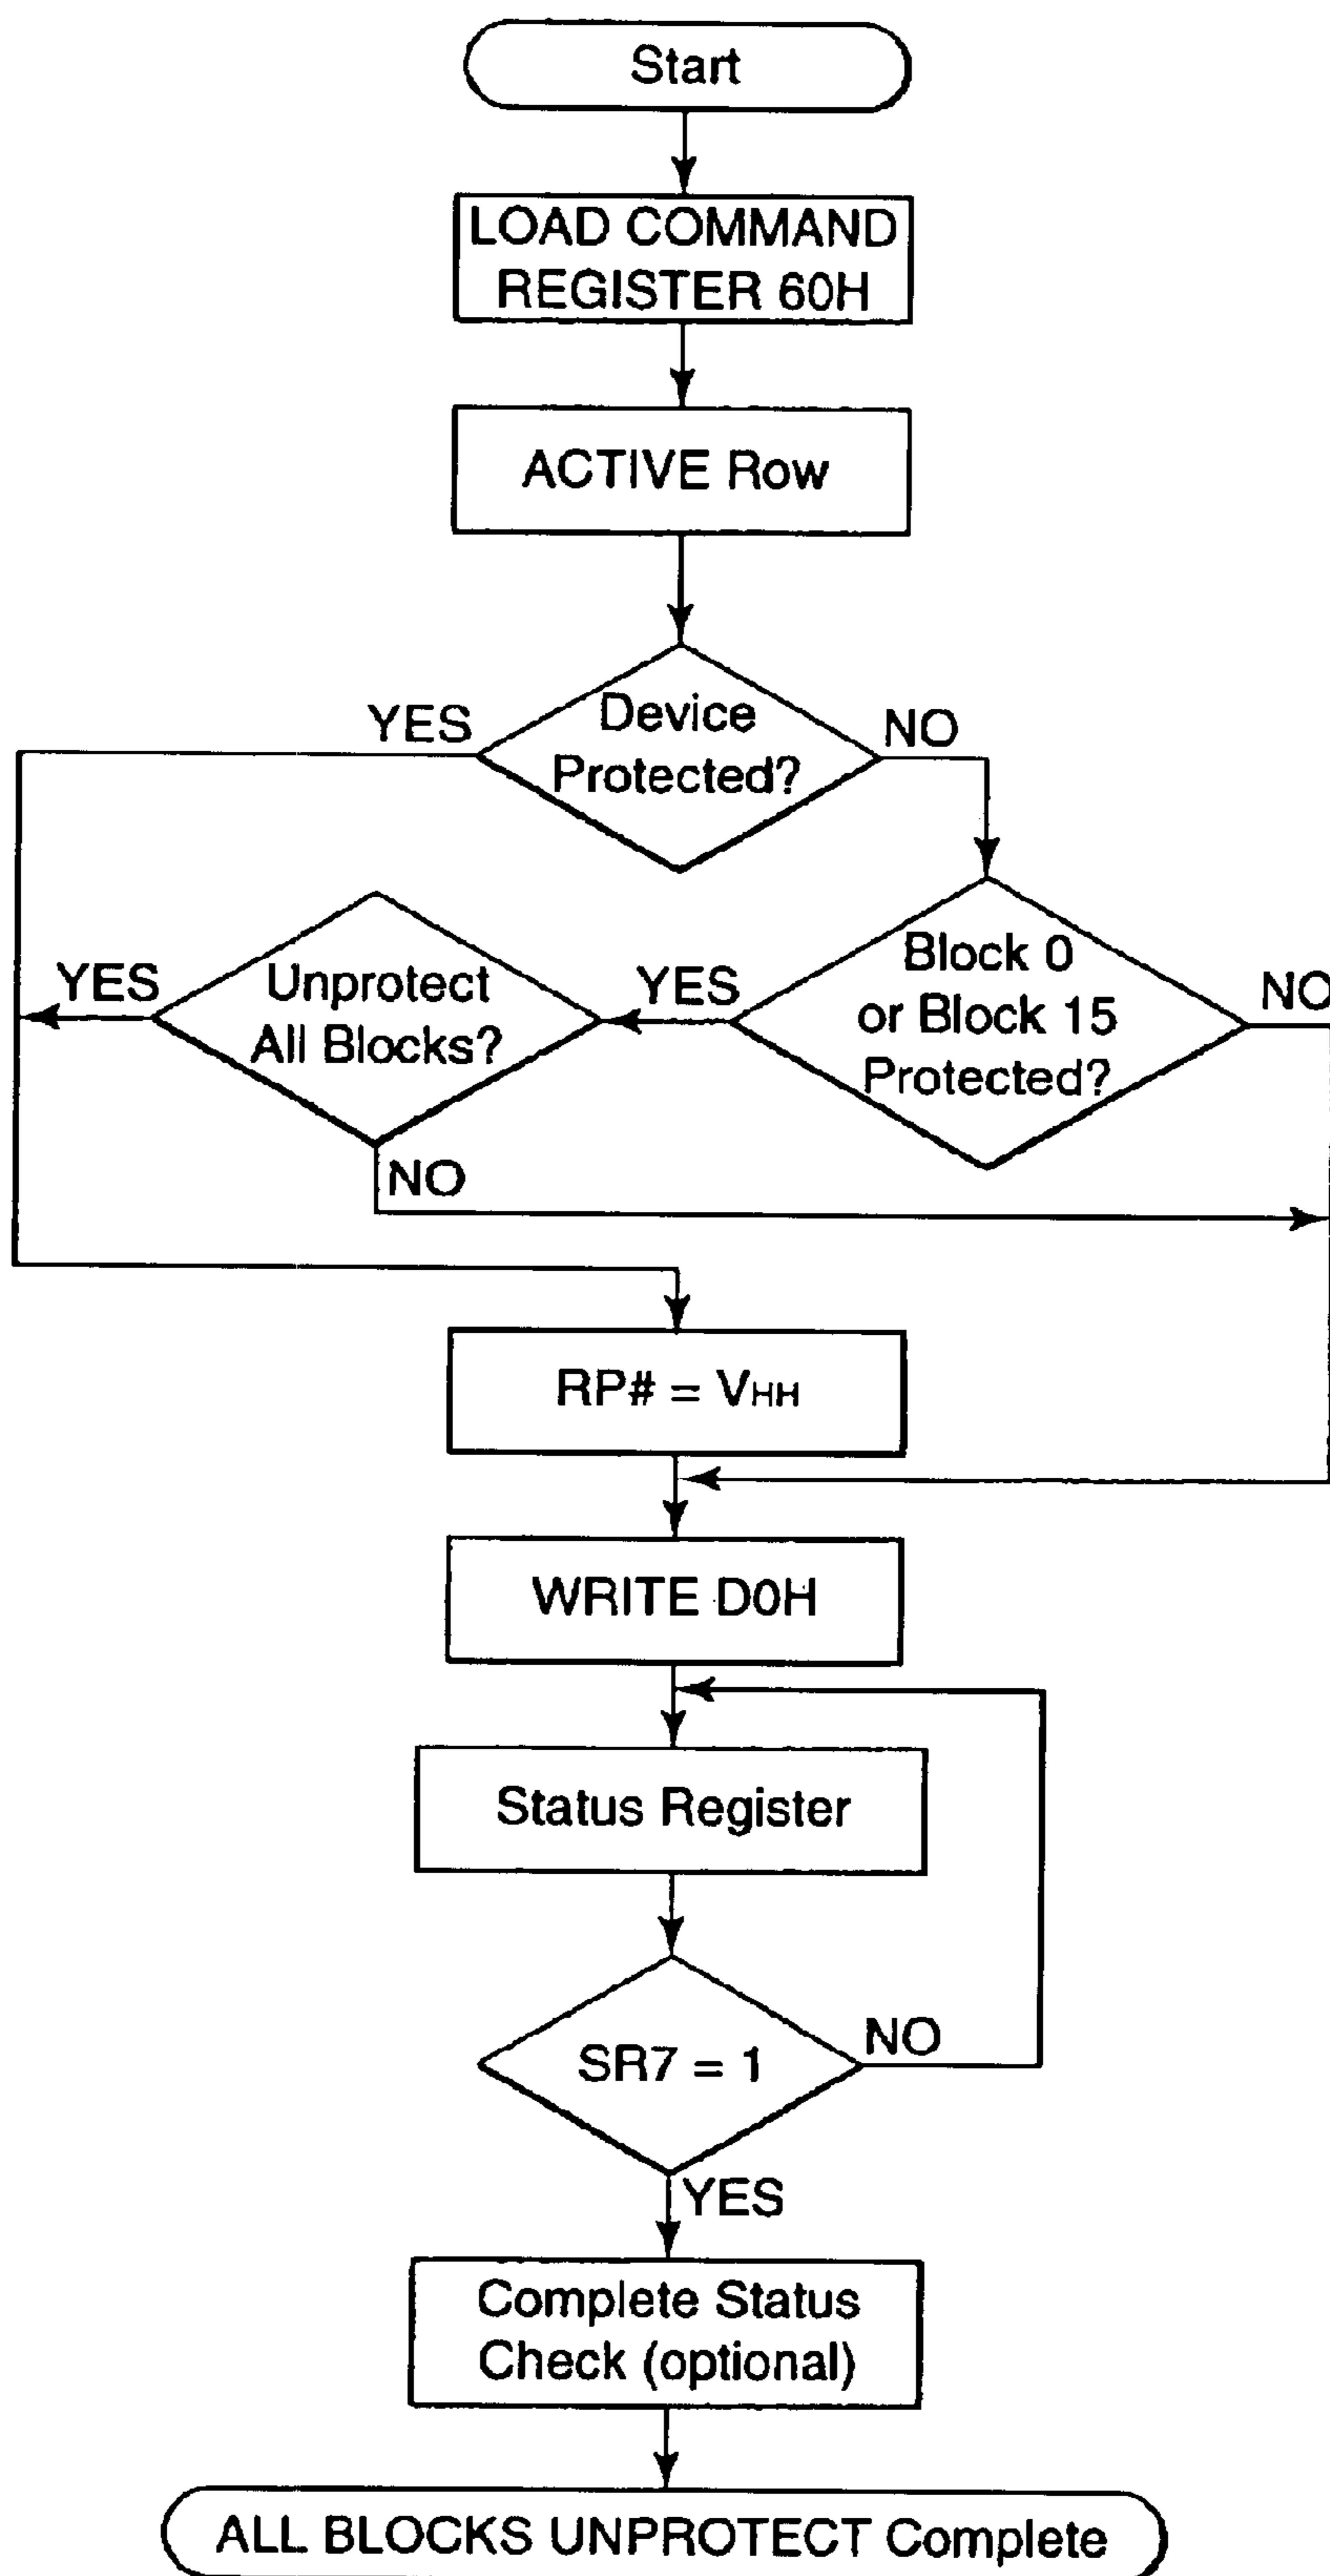 Start
LOAD COMMAND
REGISTER 60H
ACTIVE Row
Device
Protected?
YES
NO
Block 0
or Block 15
Protected?
YES
NO
Unprotect
All Blocks?
YES
NO
RP# = VHH
WRITE D0H
Status Register
SR7 = 1
NO
YES
Complete Status
Check (optional)
ALL BLOCKS UNPROTECT Complete